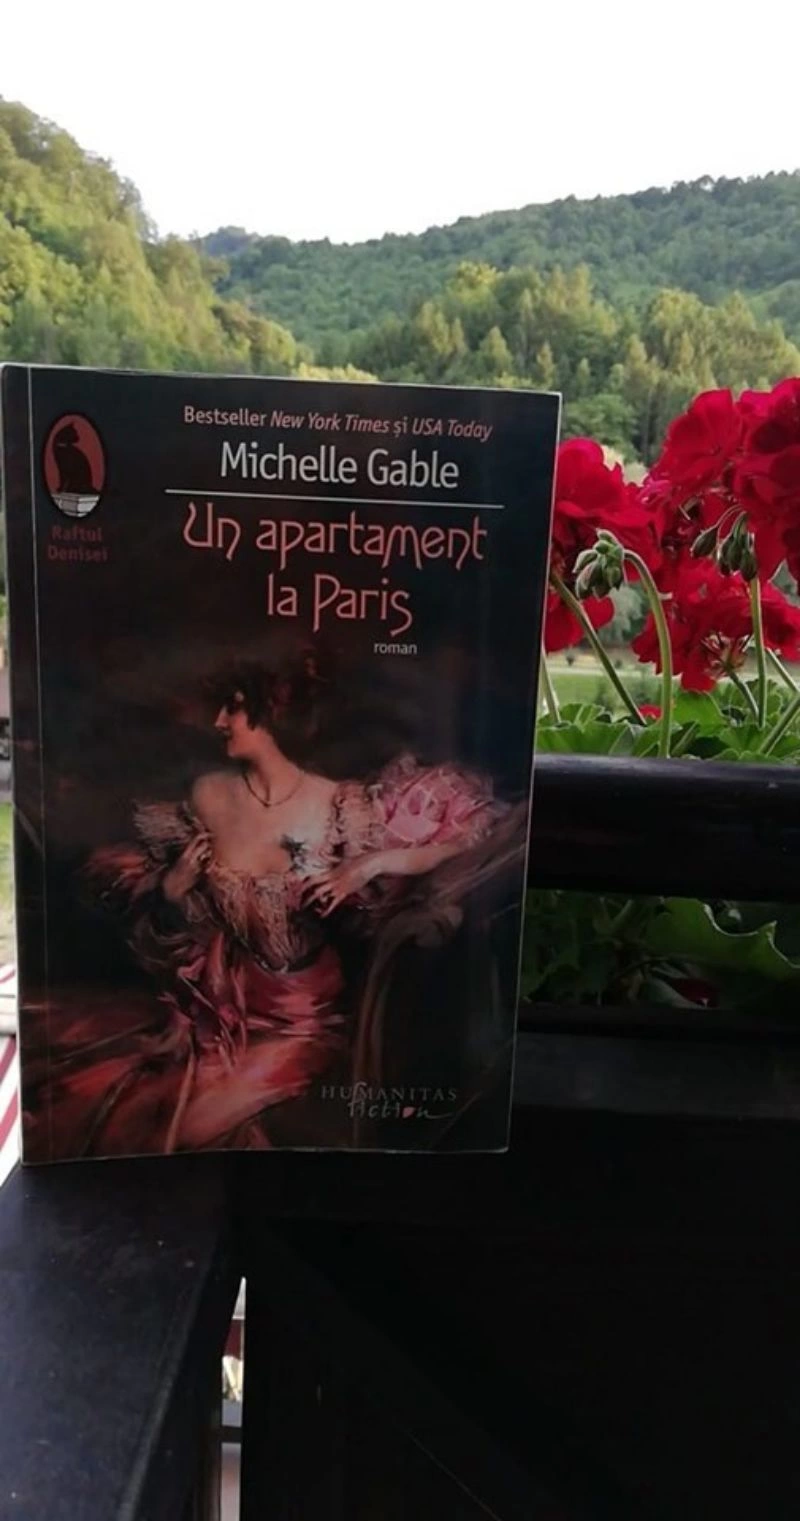 Bestseller New York Times și USA Today
Michelle Gable
Un apartament
la Paris
roman
Raftul
Denisei
HUMANITAS
fiction